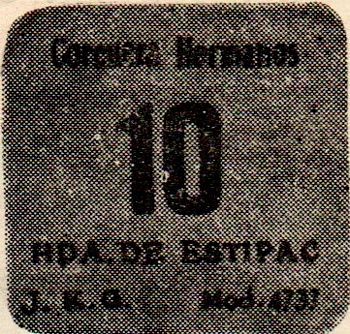 Corcuera Hermanos
10
HDA. DE ESTIPAC
J. K. G. Mod. 4737